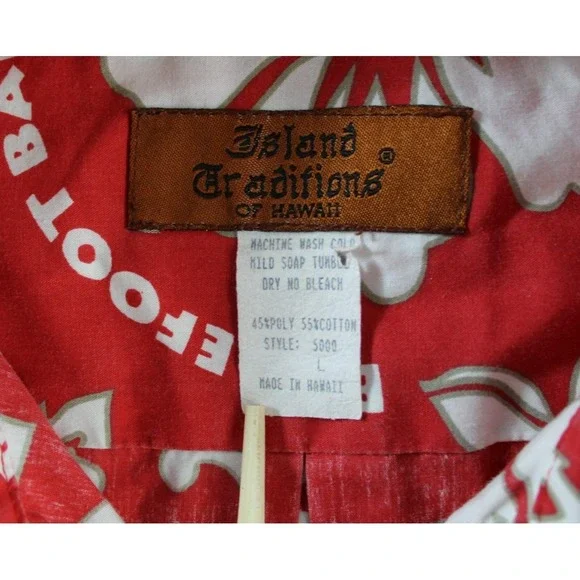 EFOOT BA
Island
Traditions®
OF HAWAII
MACHINE WASH COLD
MILD SOAP TUMBLE
DRY NO BLEACH
45%POLY 55%COTTON
STYLE: 5000
L
MADE IN HAWAII
B